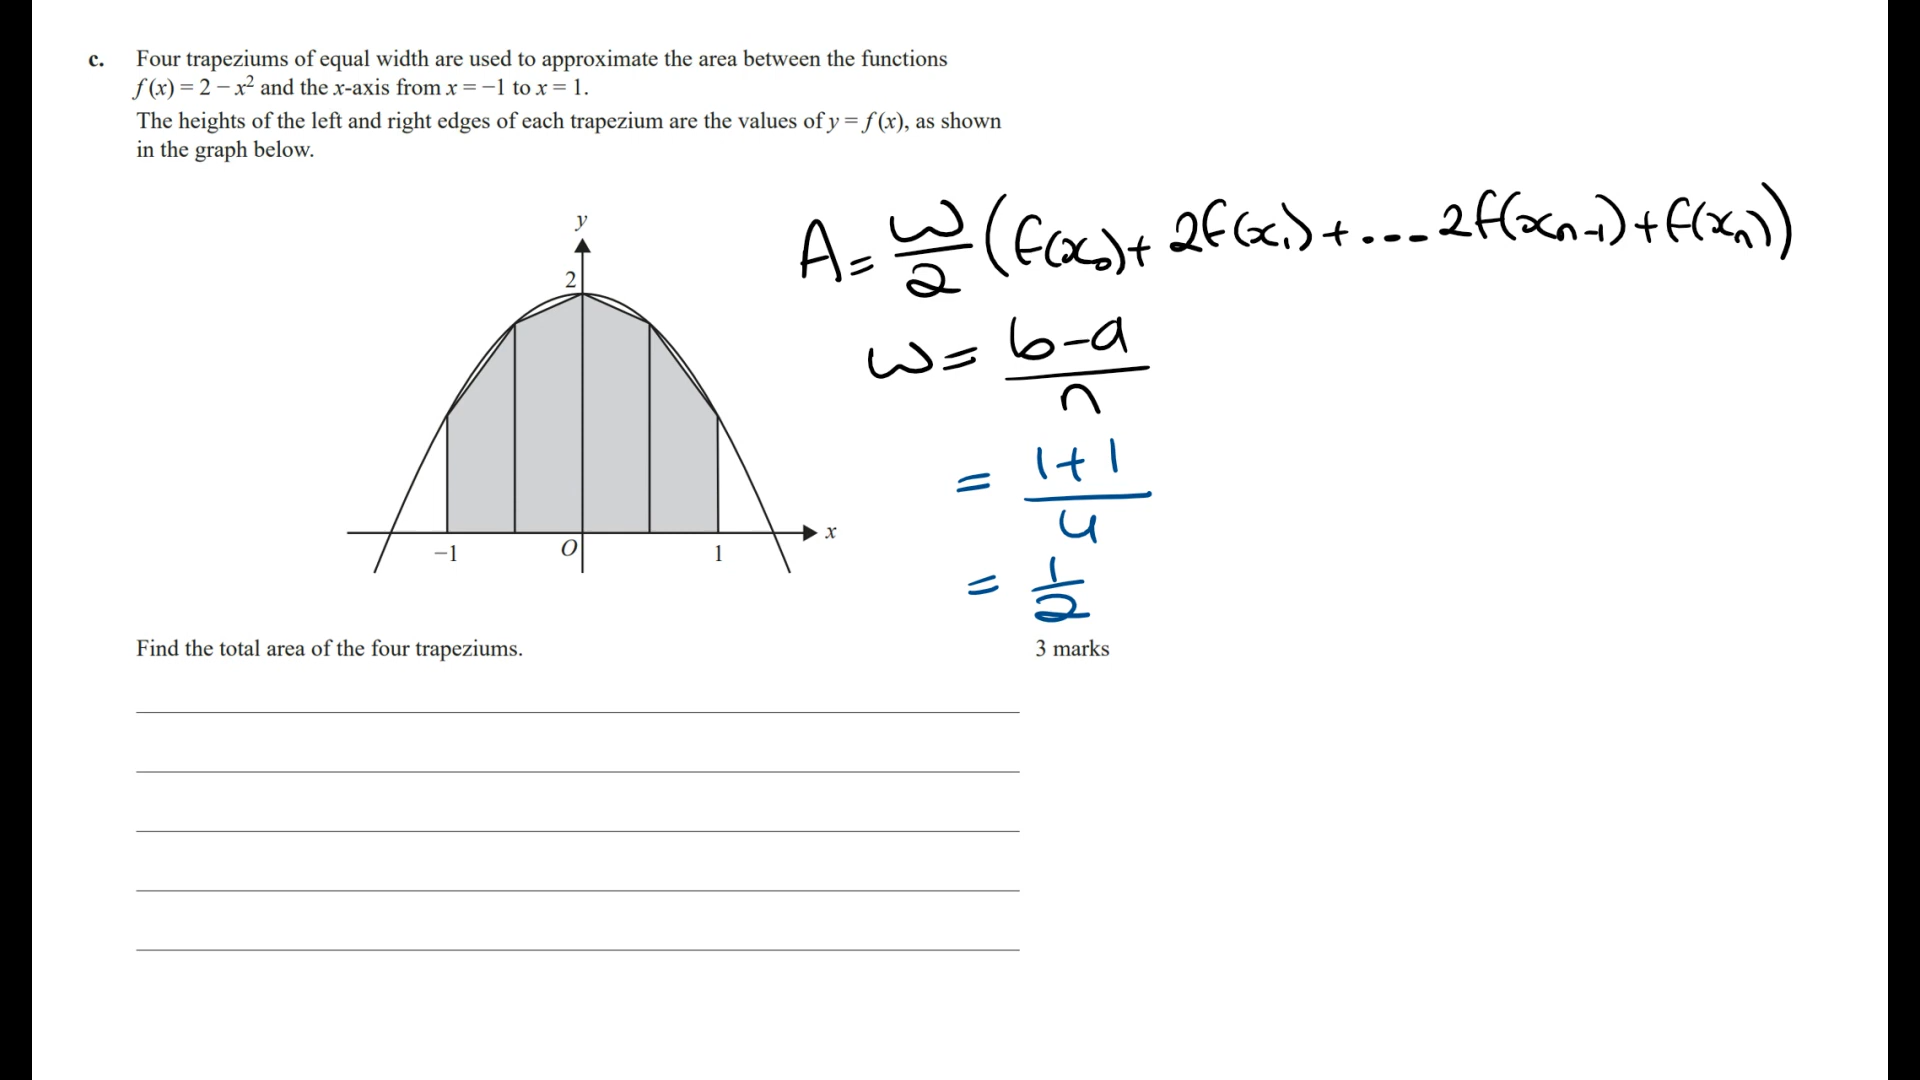 c. Four trapeziums of equal width are used to approximate the area between the functions
f(x) = 2 − x² and the x-axis from x = −1 to x = 1.
The heights of the left and right edges of each trapezium are the values of y = f(x), as shown
in the graph below.
A = w/2 (f(x₀) + 2f(x₁) + .... 2f(xₙ₋₁) + f(xₙ))
y
2
w = b−a/n
= 1+1/4
x
−1
O
1
= 1/2
Find the total area of the four trapeziums. 3 marks